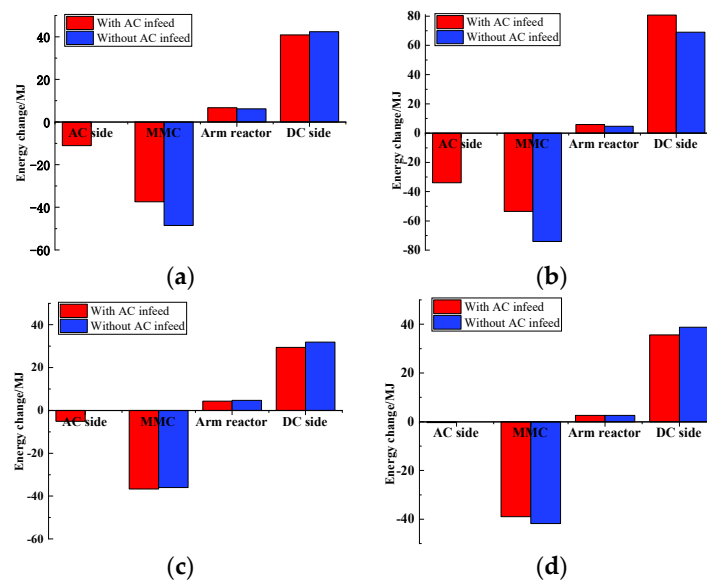 With AC infeed
Without AC infeed
Energy change/MJ
40
20
0
−20
−40
−60
AC side
MMC
Arm reactor
DC side
(a)
With AC infeed
Without AC infeed
Energy change/MJ
80
60
40
20
0
-20
-40
-60
-80
AC side
MMC
Arm reactor
DC side
(b)
With AC infeed
Without AC infeed
Energy change/MJ
40
20
0
-20
-40
-60
AC side
MMC
Arm reactor
DC side
(c)
With AC infeed
Without AC infeed
Energy change/MJ
40
20
0
-20
-40
AC side
MMC
Arm reactor
DC side
(d)